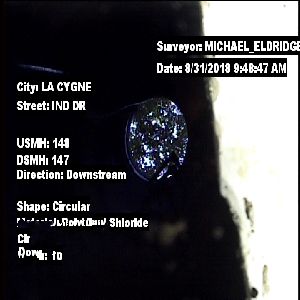 Surveyor: MICHAEL_ELDRIDGE
Date: 8/31/2018 9:48:47 AM
City: LA CYGNE
Street: IND DR
USMH: 148
DSMH: 147
Direction: Downstream
Shape: Circular